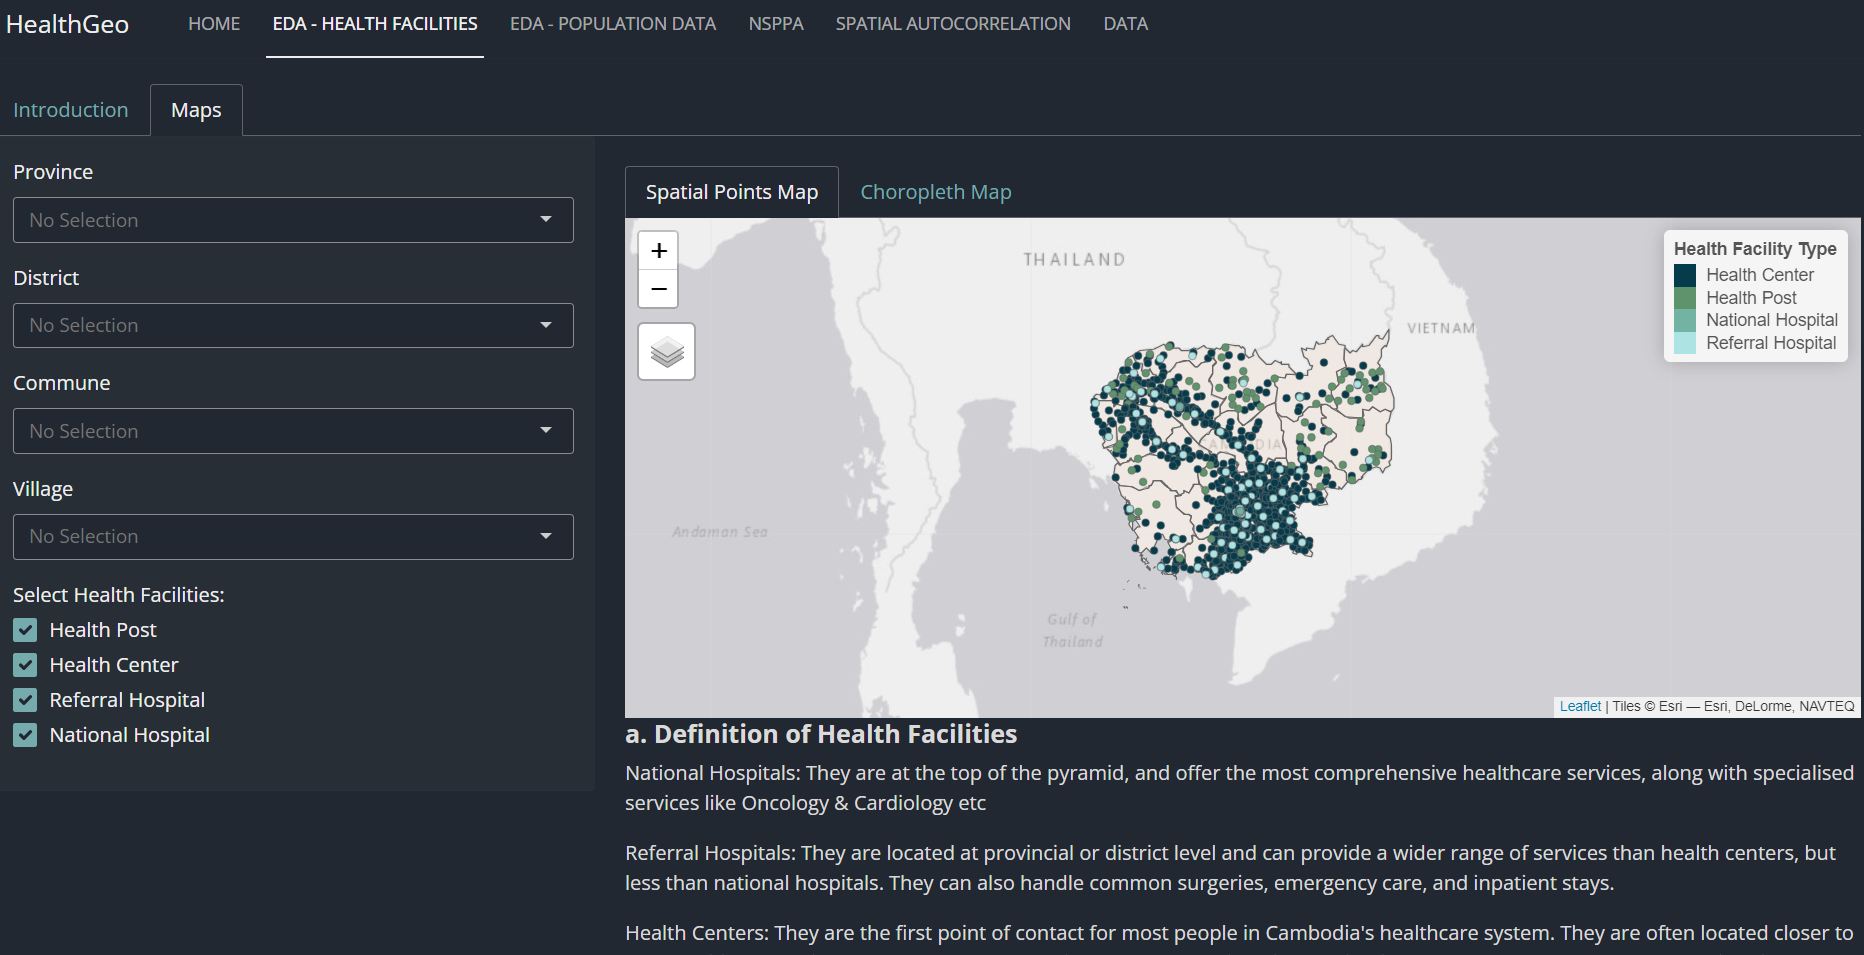 HealthGeo
HOME
EDA - HEALTH FACILITIES
EDA - POPULATION DATA
NSPPA
SPATIAL AUTOCORRELATION
DATA
Introduction
Maps
Province
No Selection
District
No Selection
Commune
No Selection
Village
No Selection
Select Health Facilities:
Health Post
Health Center
Referral Hospital
National Hospital
Spatial Points Map
Choropleth Map
+
−
THAILAND
VIETNAM
Andaman Sea
Gulf of
Thailand
Health Facility Type
Health Center
Health Post
National Hospital
Referral Hospital
Leaflet | Tiles © Esri — Esri, DeLorme, NAVTEQ
a. Definition of Health Facilities
National Hospitals: They are at the top of the pyramid, and offer the most comprehensive healthcare services, along with specialised
services like Oncology & Cardiology etc
Referral Hospitals: They are located at provincial or district level and can provide a wider range of services than health centers, but
less than national hospitals. They can also handle common surgeries, emergency care, and inpatient stays.
Health Centers: They are the first point of contact for most people in Cambodia's healthcare system. They are often located closer to